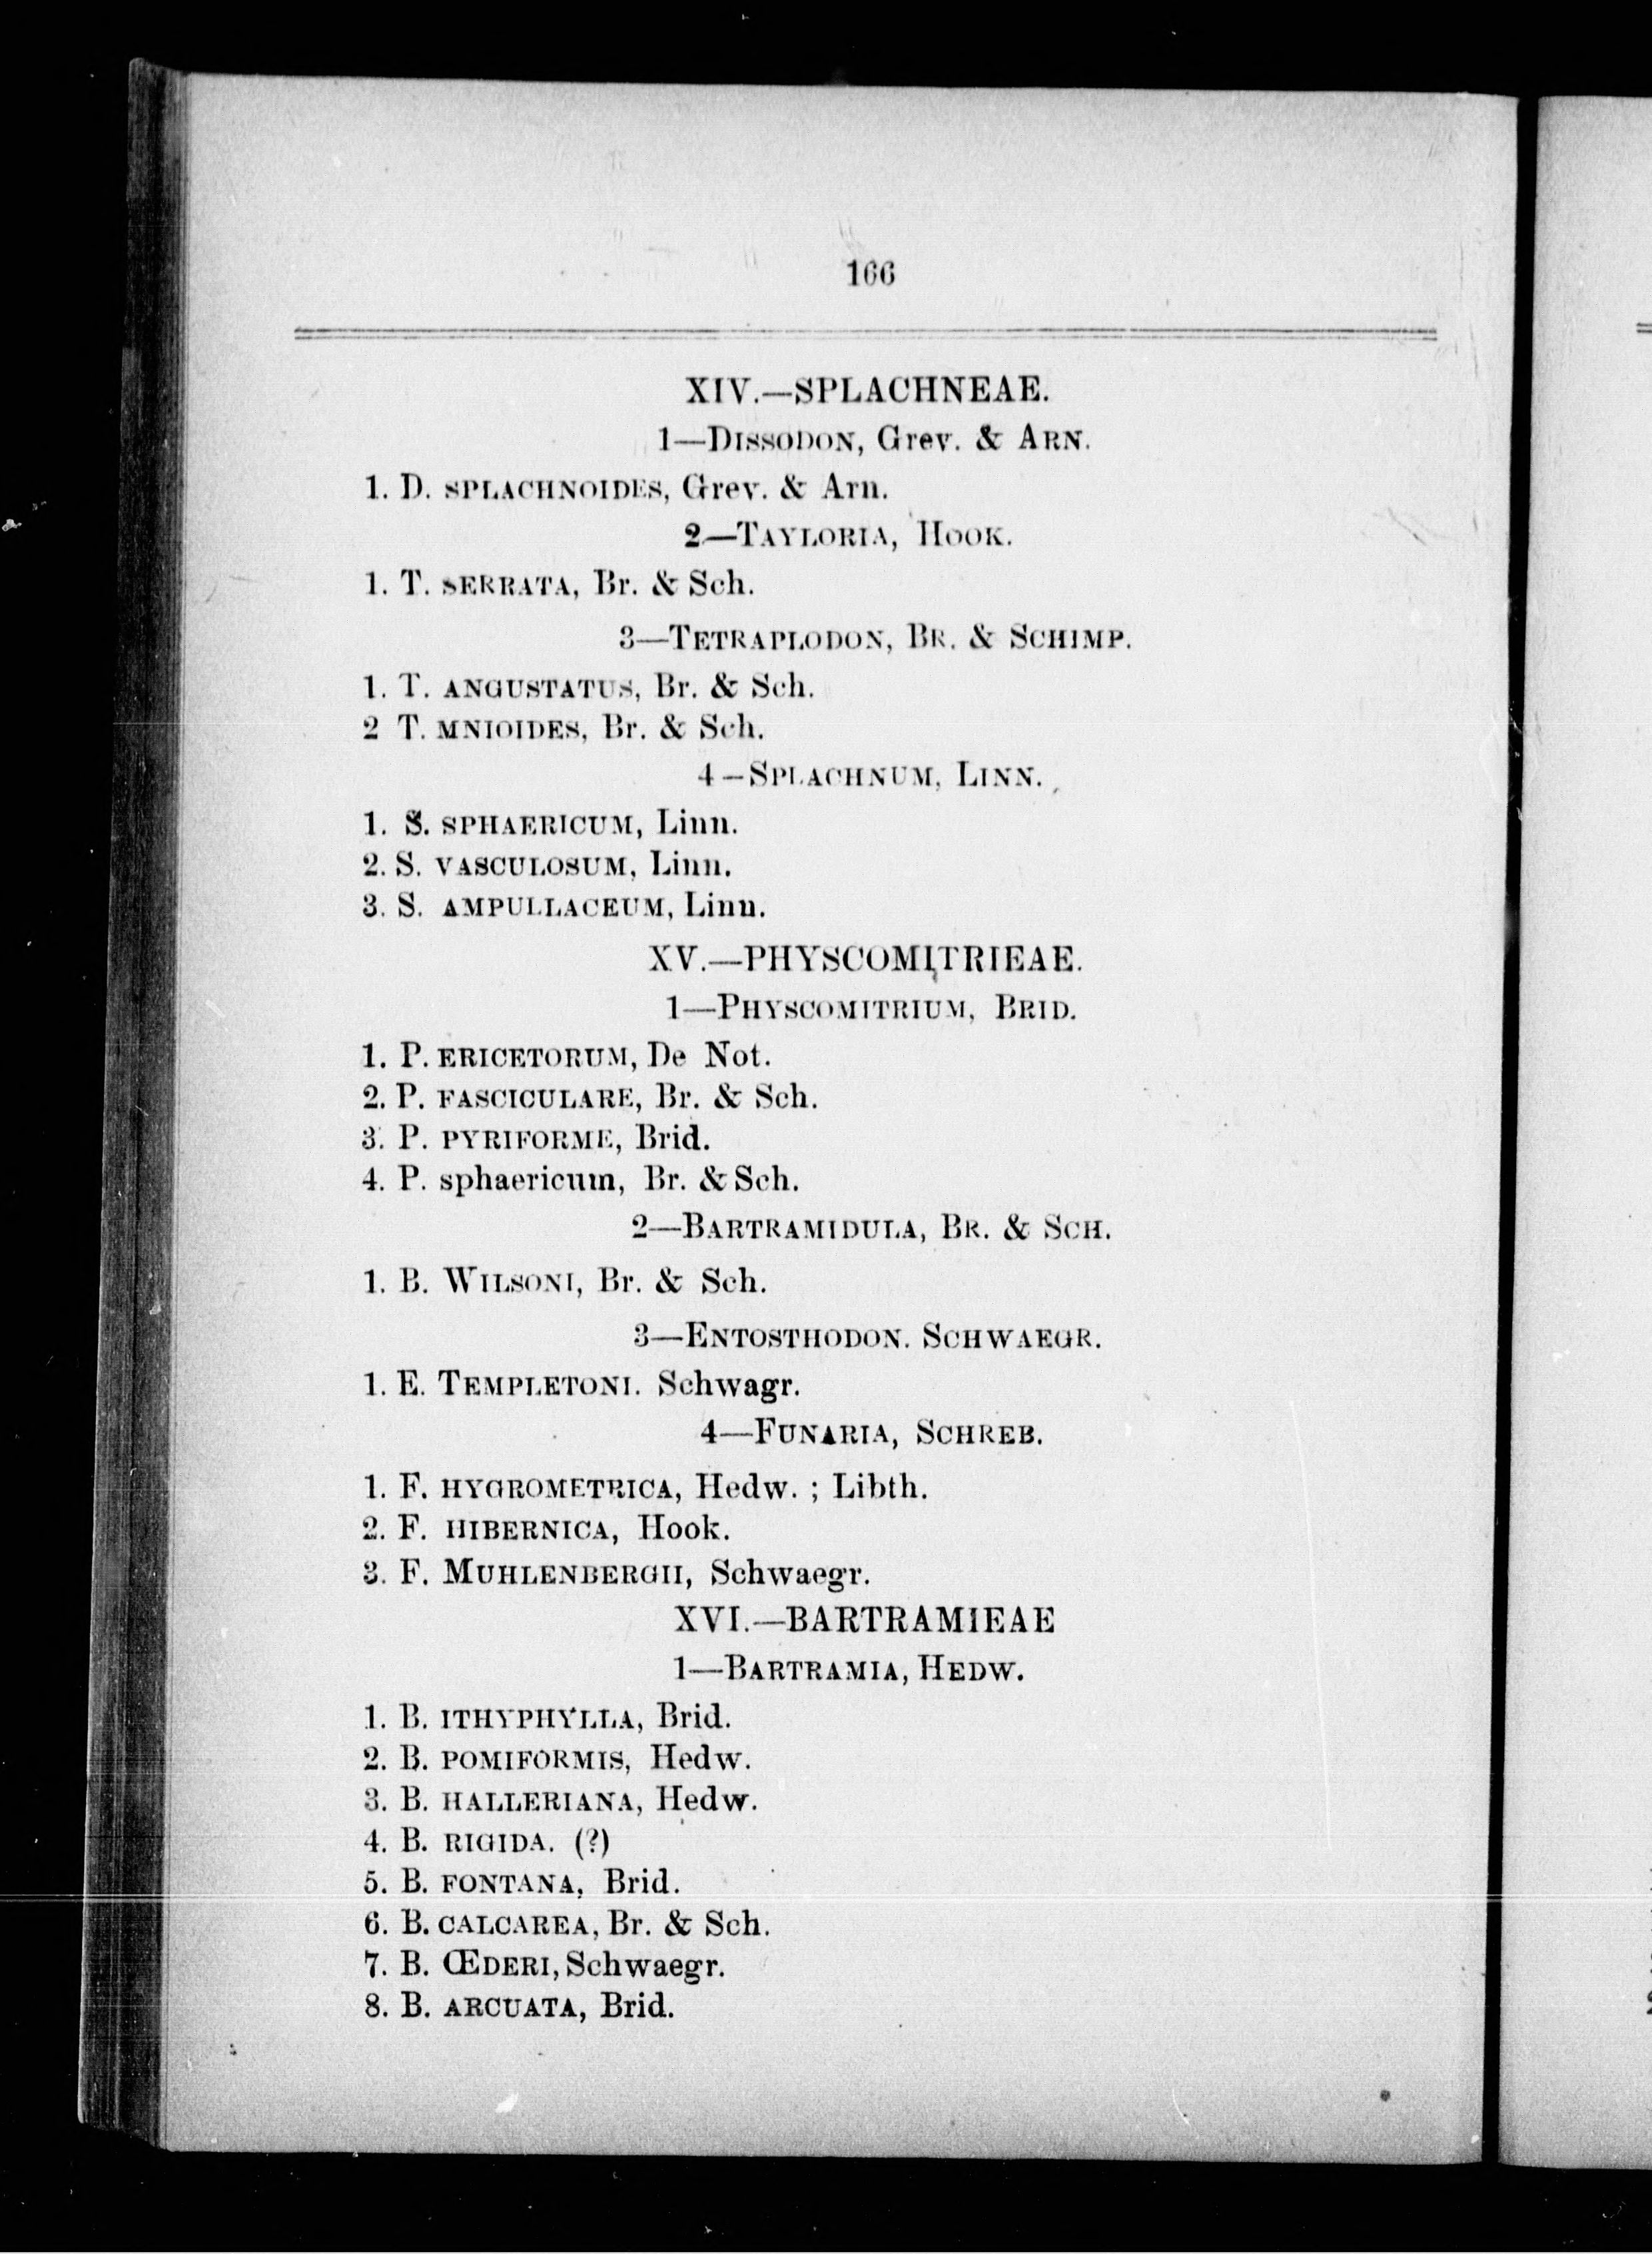 166
XIV.—SPLACHNEAE.
1—DISSODON, Grev. & ARN.
1. D. SPLACHNOIDES, Grev. & Arn.
2—TAYLORIA, HOOK.
1. T. SERRATA, Br. & Sch.
3—TETRAPLODON, BR. & SCHIMP.
1. T. ANGUSTATUS, Br. & Sch.
2 T. MNIOIDES, Br. & Sch.
4—SPLACHNUM, LINN.
1. S. SPHAERICUM, Linn.
2. S. VASCULOSUM, Linn.
3. S. AMPULLACEUM, Linn.
XV.—PHYSCOMITRIEAE.
1—PHYSCOMITRIUM, BRID.
1. P. ERICETORUM, De Not.
2. P. FASCICULARE, Br. & Sch.
3. P. PYRIFORME, Brid.
4. P. sphaericum, Br. & Sch.
2—BARTRAMIDULA, BR. & SCH.
1. B. WILSONI, Br. & Sch.
3—ENTOSTHODON. SCHWAEGR.
1. E. TEMPLETONI. Schwagr.
4—FUNARIA, SCHREB.
1. F. HYGROMETRICA, Hedw. ; Libth.
2. F. HIBERNICA, Hook.
3. F. MUHLENBERGII, Schwaegr.
XVI.—BARTRAMIEAE
1—BARTRAMIA, HEDW.
1. B. ITHYPHYLLA, Brid.
2. B. POMIFORMIS, Hedw.
3. B. HALLERIANA, Hedw.
4. B. RIGIDA. (?)
5. B. FONTANA, Brid.
6. B. CALCAREA, Br. & Sch.
7. B. ŒDERI, Schwaegr.
8. B. ARCUATA, Brid.